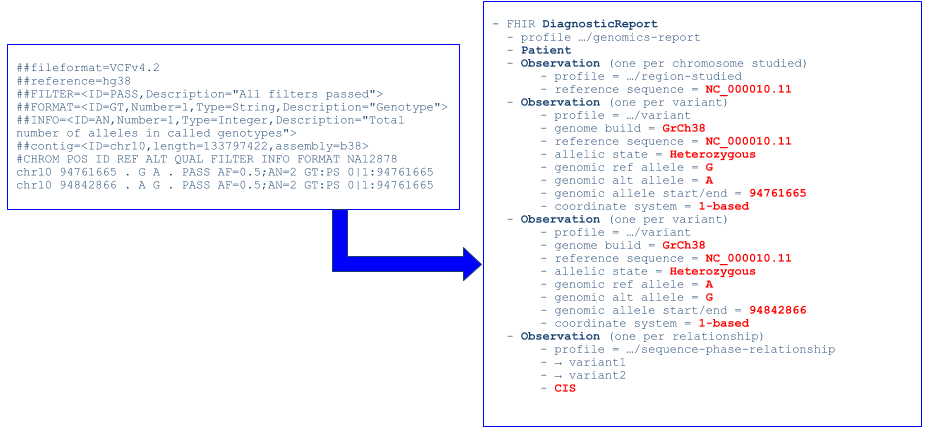 ##fileformat=VCFv4.2
##reference=hg38
##FILTER=<ID=PASS,Description="All filters passed">
##FORMAT=<ID=GT,Number=1,Type=String,Description="Genotype">
##INFO=<ID=AN,Number=1,Type=Integer,Description="Total
number of alleles in called genotypes">
##contig=<ID=chr10,length=133797422,assembly=b38>
#CHROM POS ID REF ALT QUAL FILTER INFO FORMAT NA12878
chr10 94761665 . G A . PASS AF=0.5;AN=2 GT:PS 0|1:94761665
chr10 94842866 . A G . PASS AF=0.5;AN=2 GT:PS 0|1:94761665
- FHIR DiagnosticReport
- profile …/genomics-report
- Patient
- Observation (one per chromosome studied)
- profile = …/region-studied
- reference sequence = NC_000010.11
- Observation (one per variant)
- profile = …/variant
- genome build = GrCh38
- reference sequence = NC_000010.11
- allelic state = Heterozygous
- genomic ref allele = G
- genomic alt allele = A
- genomic allele start/end = 94761665
- coordinate system = 1-based
- Observation (one per variant)
- profile = …/variant
- genome build = GrCh38
- reference sequence = NC_000010.11
- allelic state = Heterozygous
- genomic ref allele = A
- genomic alt allele = G
- genomic allele start/end = 94842866
- coordinate system = 1-based
- Observation (one per relationship)
- profile = …/sequence-phase-relationship
- → variant1
- → variant2
- CIS